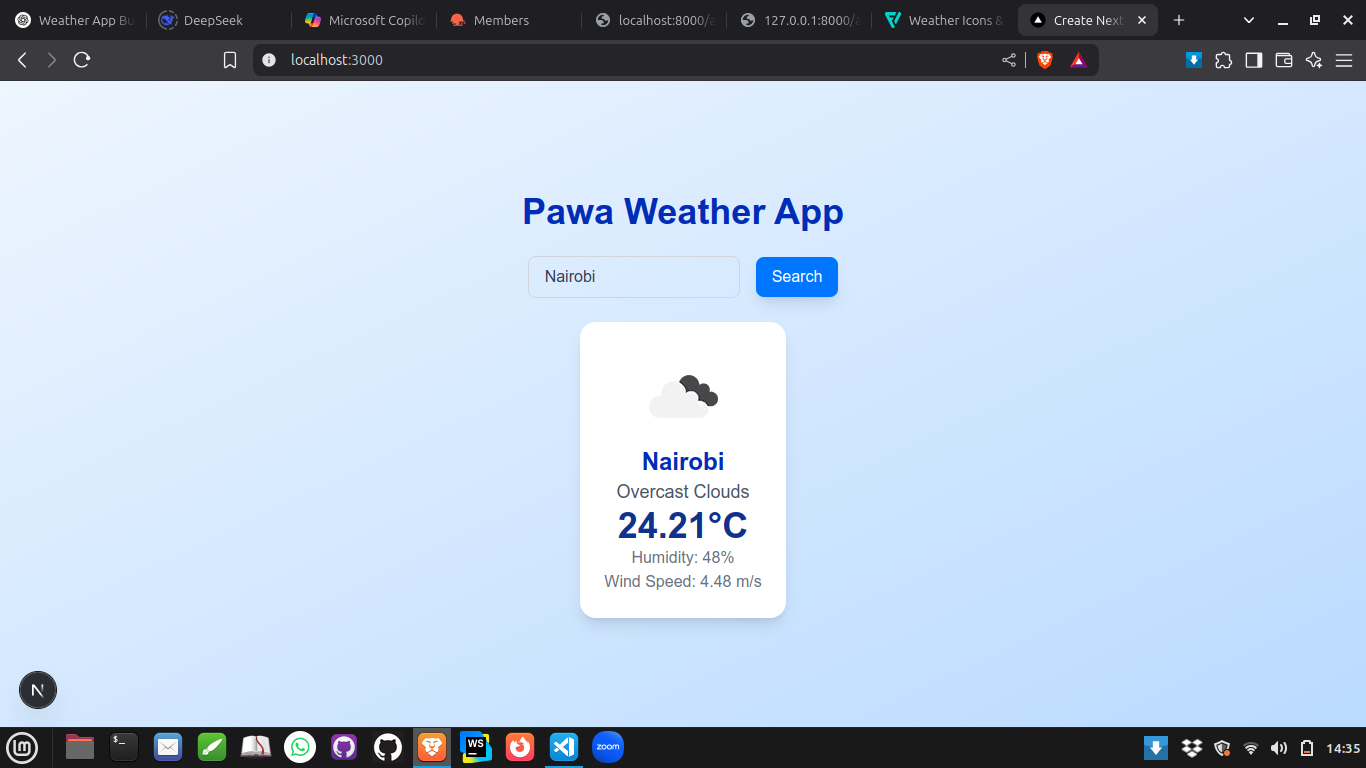 Weather App Bu
DeepSeek
Microsoft Copilo
Members
localhost:8000/a
127.0.0.1:8000/a
Weather Icons &
Create Next
localhost:3000
Pawa Weather App
Nairobi
Search
Nairobi
Overcast Clouds
24.21°C
Humidity: 48%
Wind Speed: 4.48 m/s
N
$_
WS
zoom
14:35